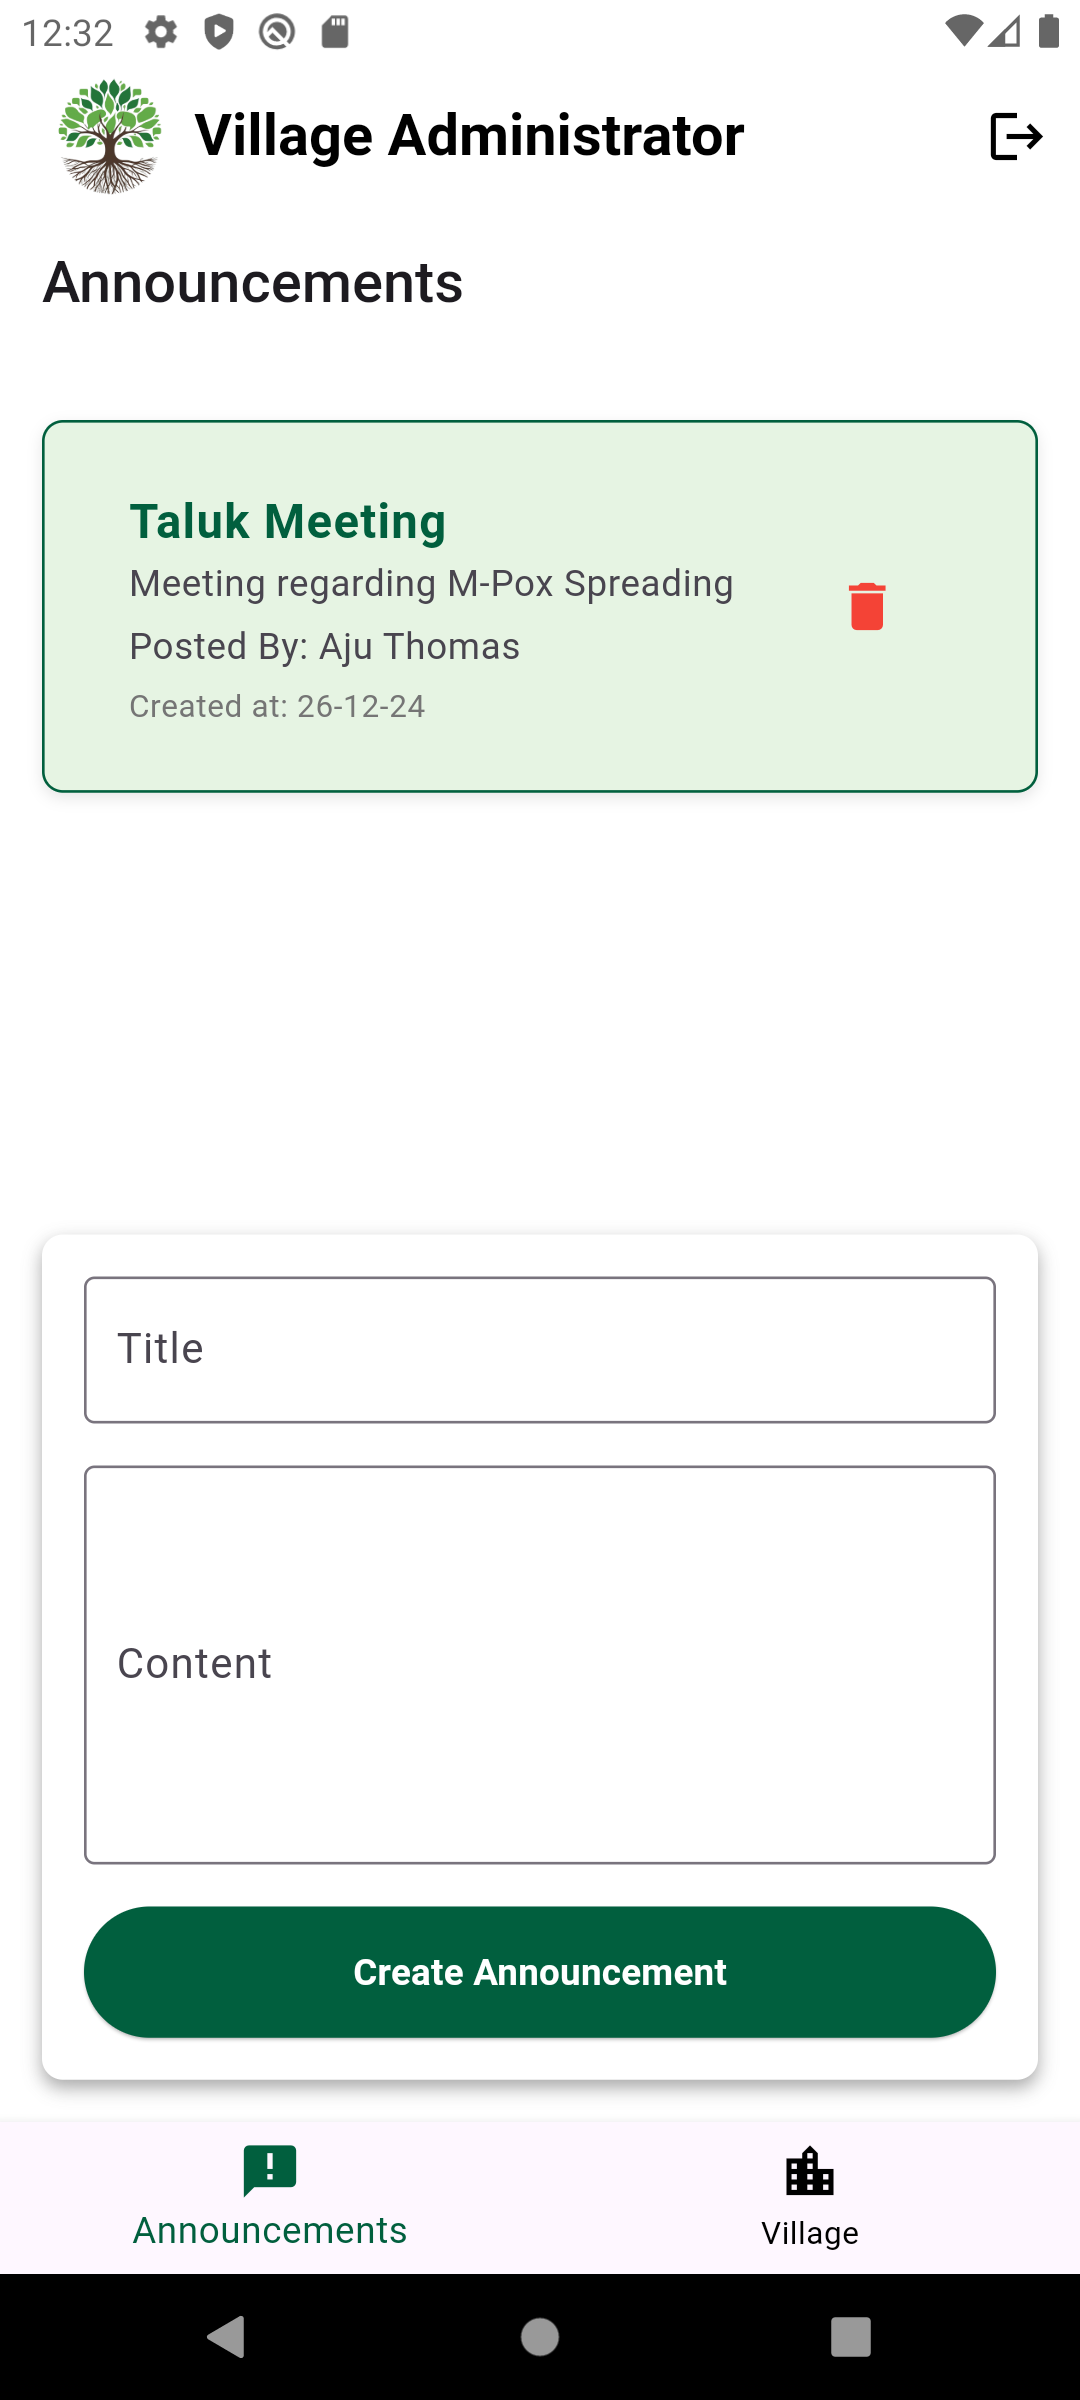 12:32
Village Administrator
Announcements
Taluk Meeting
Meeting regarding M-Pox Spreading
Posted By: Aju Thomas
Created at: 26-12-24
Title
Content
Create Announcement
Announcements
Village